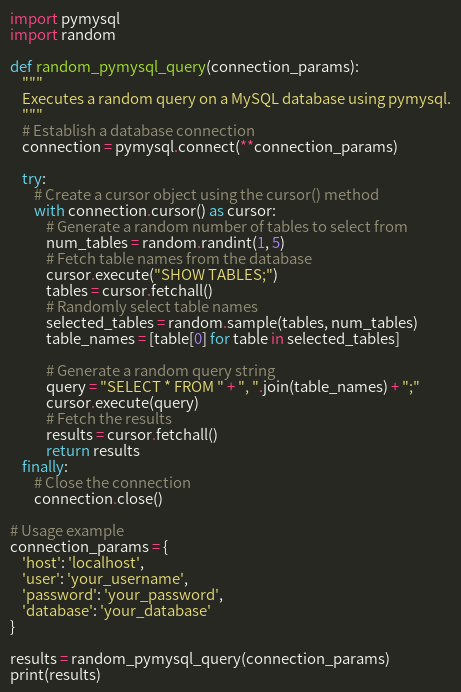 import pymysql
import random

def random_pymysql_query(connection_params):
    """
    Executes a random query on a MySQL database using pymysql.
    """
    # Establish a database connection
    connection = pymysql.connect(**connection_params)

    try:
        # Create a cursor object using the cursor() method
        with connection.cursor() as cursor:
            # Generate a random number of tables to select from
            num_tables = random.randint(1, 5)
            # Fetch table names from the database
            cursor.execute("SHOW TABLES;")
            tables = cursor.fetchall()
            # Randomly select table names
            selected_tables = random.sample(tables, num_tables)
            table_names = [table[0] for table in selected_tables]

            # Generate a random query string
            query = "SELECT * FROM " + ", ".join(table_names) + ";"
            cursor.execute(query)
            # Fetch the results
            results = cursor.fetchall()
            return results
    finally:
        # Close the connection
        connection.close()

# Usage example
connection_params = {
    'host': 'localhost',
    'user': 'your_username',
    'password': 'your_password',
    'database': 'your_database'
}

results = random_pymysql_query(connection_params)
print(results)